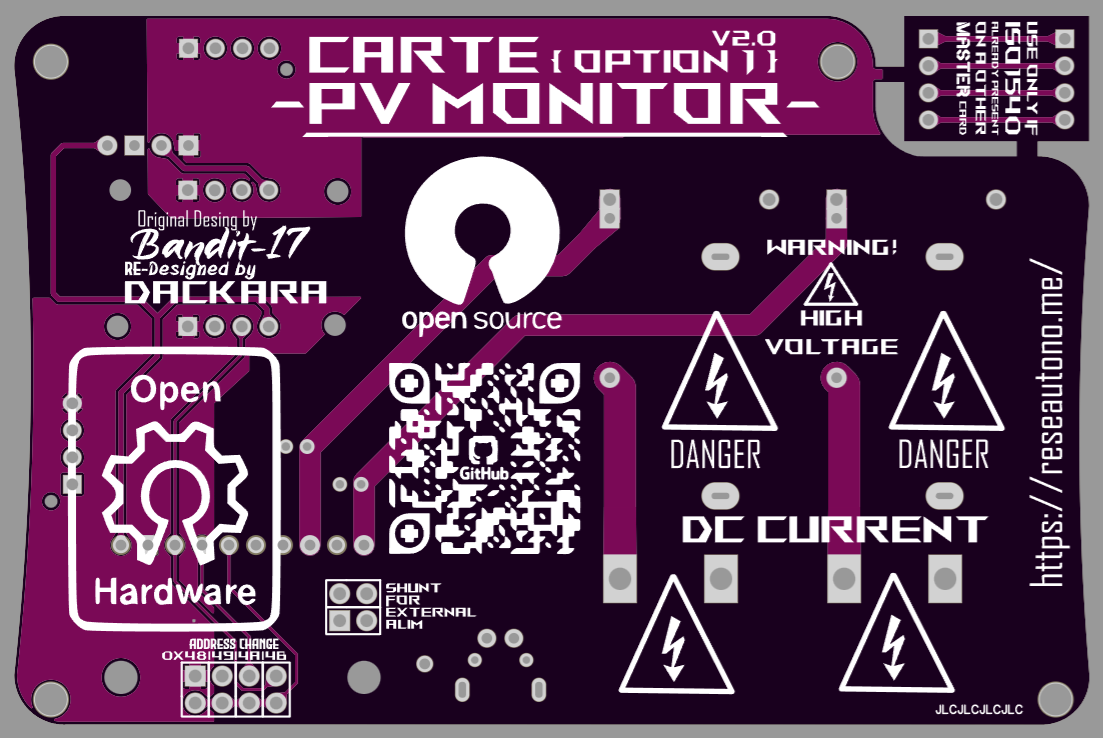 V2.0
CARTE { OPTION 1 }
-PV MONITOR-
USE ONLY IF
ISO1540
ALREADY PRESENT
ON A OTHER
MASTER CARD
Original Desing by
Bandit-17
RE-Designed by
DACKARA
open source
WARNING!
HIGH
VOLTAGE
DANGER
DANGER
https://reseautono.me/
Open
Hardware
GitHub
DC CURRENT
SHUNT
FOR
EXTERNAL
ALIM
ADDRESS CHANGE
0X48|49|4A|4B
JLCJLCJLCJLC